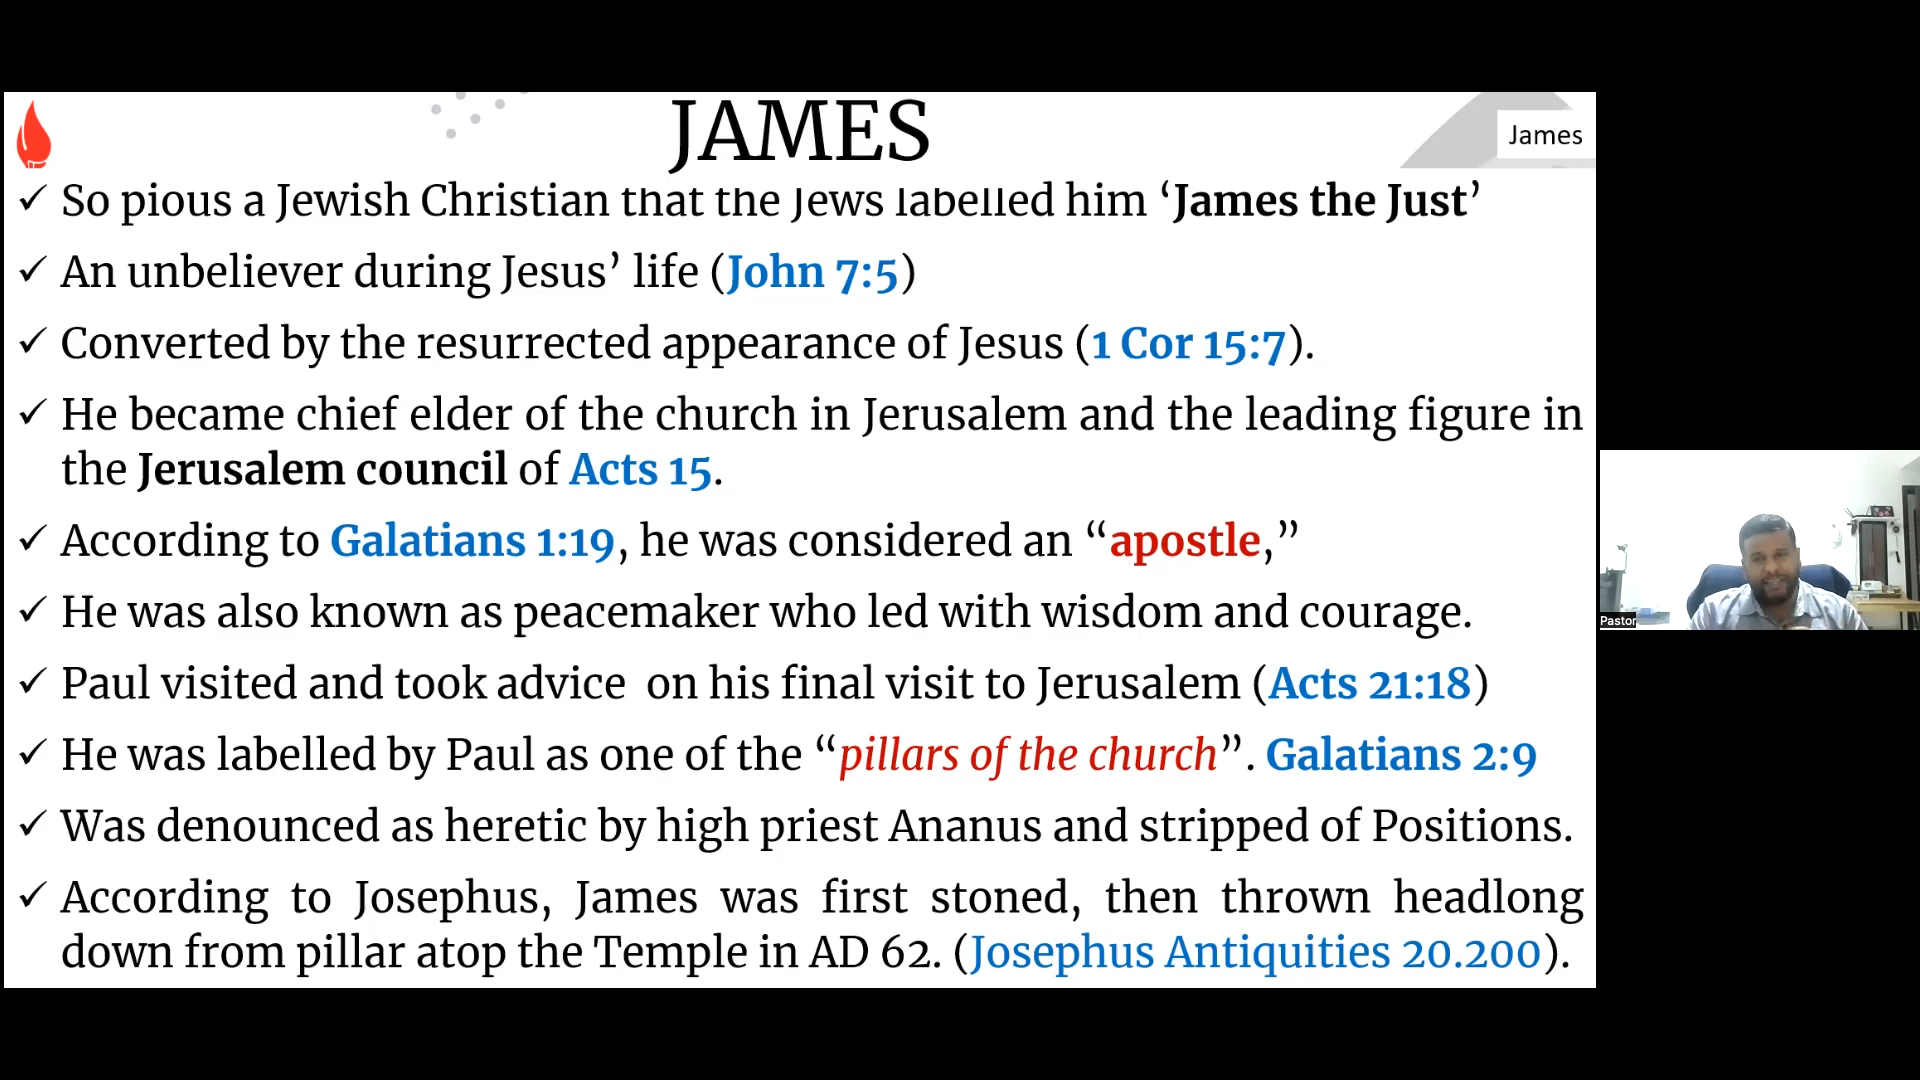 JAMES
James
✓ So pious a Jewish Christian that the Jews labelled him ‘James the Just’
✓ An unbeliever during Jesus’ life (John 7:5)
✓ Converted by the resurrected appearance of Jesus (1 Cor 15:7).
✓ He became chief elder of the church in Jerusalem and the leading figure in
the Jerusalem council of Acts 15.
✓ According to Galatians 1:19, he was considered an “apostle,”
✓ He was also known as peacemaker who led with wisdom and courage.
✓ Paul visited and took advice  on his final visit to Jerusalem (Acts 21:18)
✓ He was labelled by Paul as one of the “pillars of the church”. Galatians 2:9
✓ Was denounced as heretic by high priest Ananus and stripped of Positions.
✓ According to Josephus, James was first stoned, then thrown headlong
down from pillar atop the Temple in AD 62. (Josephus Antiquities 20.200).
Pastor